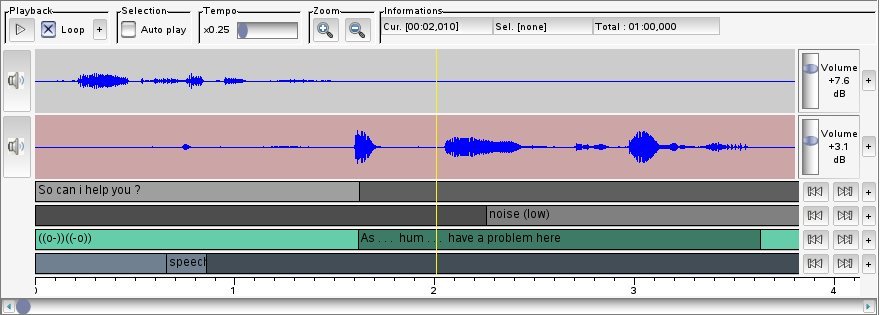 Playback Selection Tempo Zoom Informations
Loop + Auto play x0.25 Cur. [00:02,010] Sel. [none] Total : 01:00,000
Volume
+7.6
dB
+
Volume
+3.1
dB
+
So can i help you ? +
noise (low) +
((o-))((-o)) As . . . hum . . . have a problem here +
speech +
0 1 2 3 4